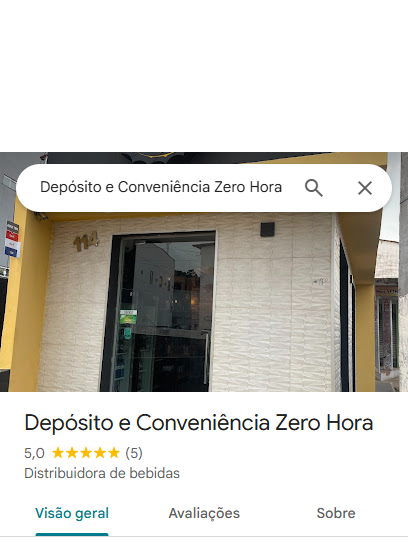 Depósito e Conveniência Zero Hora
114
Depósito e Conveniência Zero Hora
5,0 (5)
Distribuidora de bebidas
Visão geral
Avaliações
Sobre